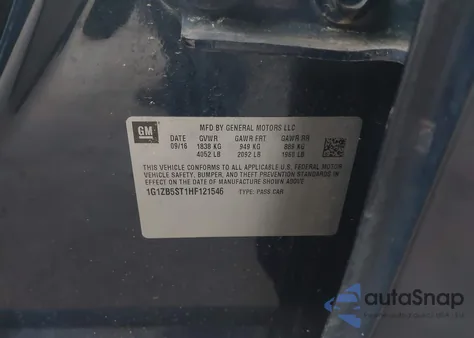 GM
MFD BY GENERAL MOTORS LLC
DATE GVWR GAWR FRT GAWR RR
09/16 1838 KG 949 KG 889 KG
4052 LB 2092 LB 1960 LB
THIS VEHICLE CONFORMS TO ALL APPLICABLE U.S. FEDERAL MOTOR
VEHICLE SAFETY, BUMPER, AND THEFT PREVENTION STANDARDS
IN EFFECT ON THE DATE OF MANUFACTURE SHOWN ABOVE.
1G1ZB5ST1HF121546 TYPE: PASS CAR
autoSnap